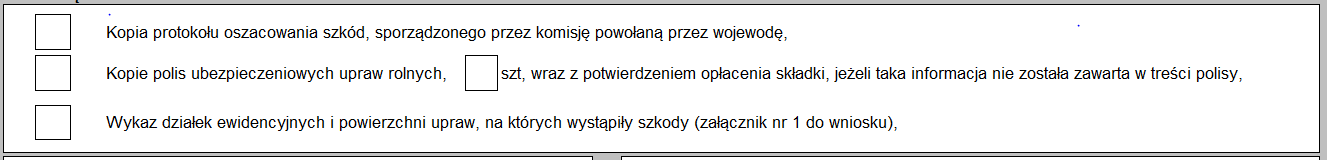 Kopia protokołu oszacowania szkód, sporządzonego przez komisję powołaną przez wojewodę,
Kopie polis ubezpieczeniowych upraw rolnych, szt, wraz z potwierdzeniem opłacenia składki, jeżeli taka informacja nie została zawarta w treści polisy,
Wykaz działek ewidencyjnych i powierzchni upraw, na których wystąpiły szkody (załącznik nr 1 do wniosku),